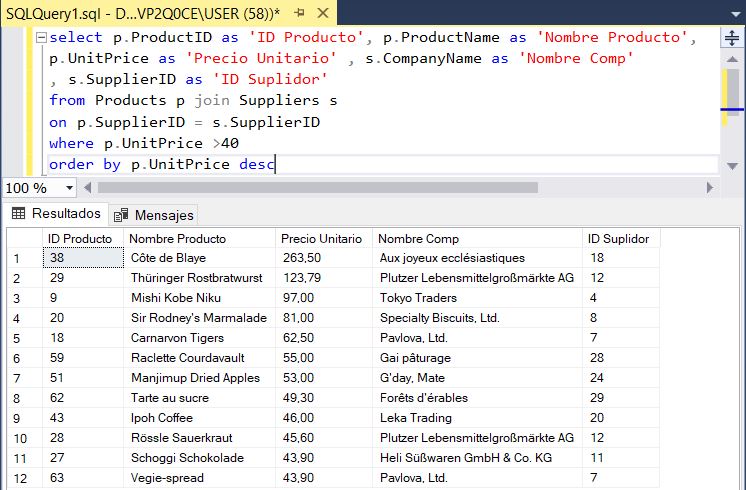 SQLQuery1.sql - D...VP2Q0CE\USER (58))*
select p.ProductID as 'ID Producto', p.ProductName as 'Nombre Producto',
p.UnitPrice as 'Precio Unitario' , s.CompanyName as 'Nombre Comp'
, s.SupplierID as 'ID Suplidor'
from Products p join Suppliers s
on p.SupplierID = s.SupplierID
where p.UnitPrice >40
order by p.UnitPrice desc
100 %
Resultados Mensajes
ID Producto Nombre Producto Precio Unitario Nombre Comp ID Suplidor
1 38 Côte de Blaye 263,50 Aux joyeux ecclésiastiques 18
2 29 Thüringer Rostbratwurst 123,79 Plutzer Lebensmittelgroßmärkte AG 12
3 9 Mishi Kobe Niku 97,00 Tokyo Traders 4
4 20 Sir Rodney's Marmalade 81,00 Specialty Biscuits, Ltd. 8
5 18 Carnarvon Tigers 62,50 Pavlova, Ltd. 7
6 59 Raclette Courdavault 55,00 Gai pâturage 28
7 51 Manjimup Dried Apples 53,00 G'day, Mate 24
8 62 Tarte au sucre 49,30 Forêts d'érables 29
9 43 Ipoh Coffee 46,00 Leka Trading 20
10 28 Rössle Sauerkraut 45,60 Plutzer Lebensmittelgroßmärkte AG 12
11 27 Schoggi Schokolade 43,90 Heli Süßwaren GmbH & Co. KG 11
12 63 Vegie-spread 43,90 Pavlova, Ltd. 7